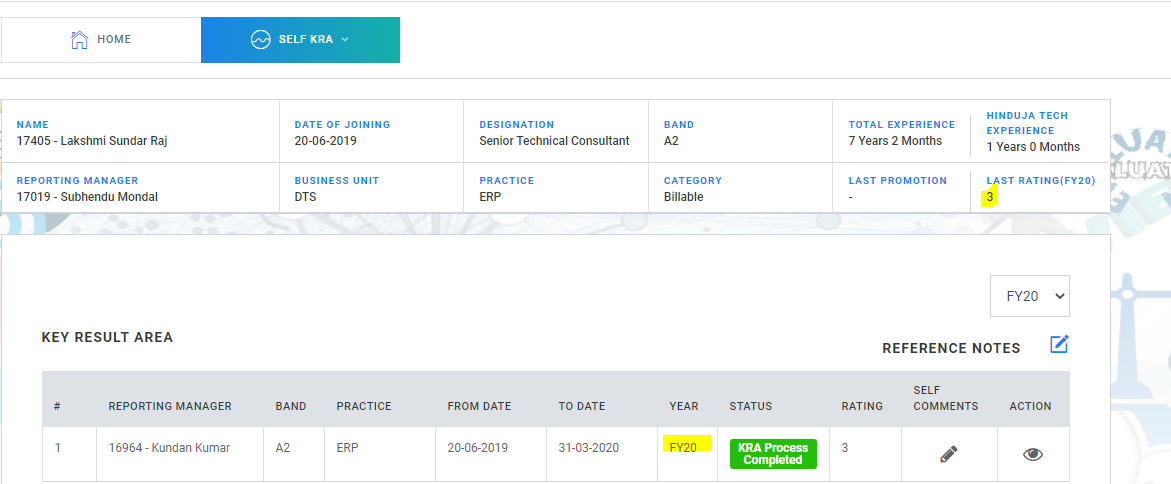 HOME
SELF KRA
NAME
17405 - Lakshmi Sundar Raj
DATE OF JOINING
20-06-2019
DESIGNATION
Senior Technical Consultant
BAND
A2
TOTAL EXPERIENCE
7 Years 2 Months
HINDUJA TECH
EXPERIENCE
1 Years 0 Months
REPORTING MANAGER
17019 - Subhendu Mondal
BUSINESS UNIT
DTS
PRACTICE
ERP
CATEGORY
Billable
LAST PROMOTION
-
LAST RATING(FY20)
3
FY20
KEY RESULT AREA
REFERENCE NOTES
# REPORTING MANAGER BAND PRACTICE FROM DATE TO DATE YEAR STATUS RATING SELF COMMENTS ACTION
1 16964 - Kundan Kumar A2 ERP 20-06-2019 31-03-2020 FY20 KRA Process Completed 3